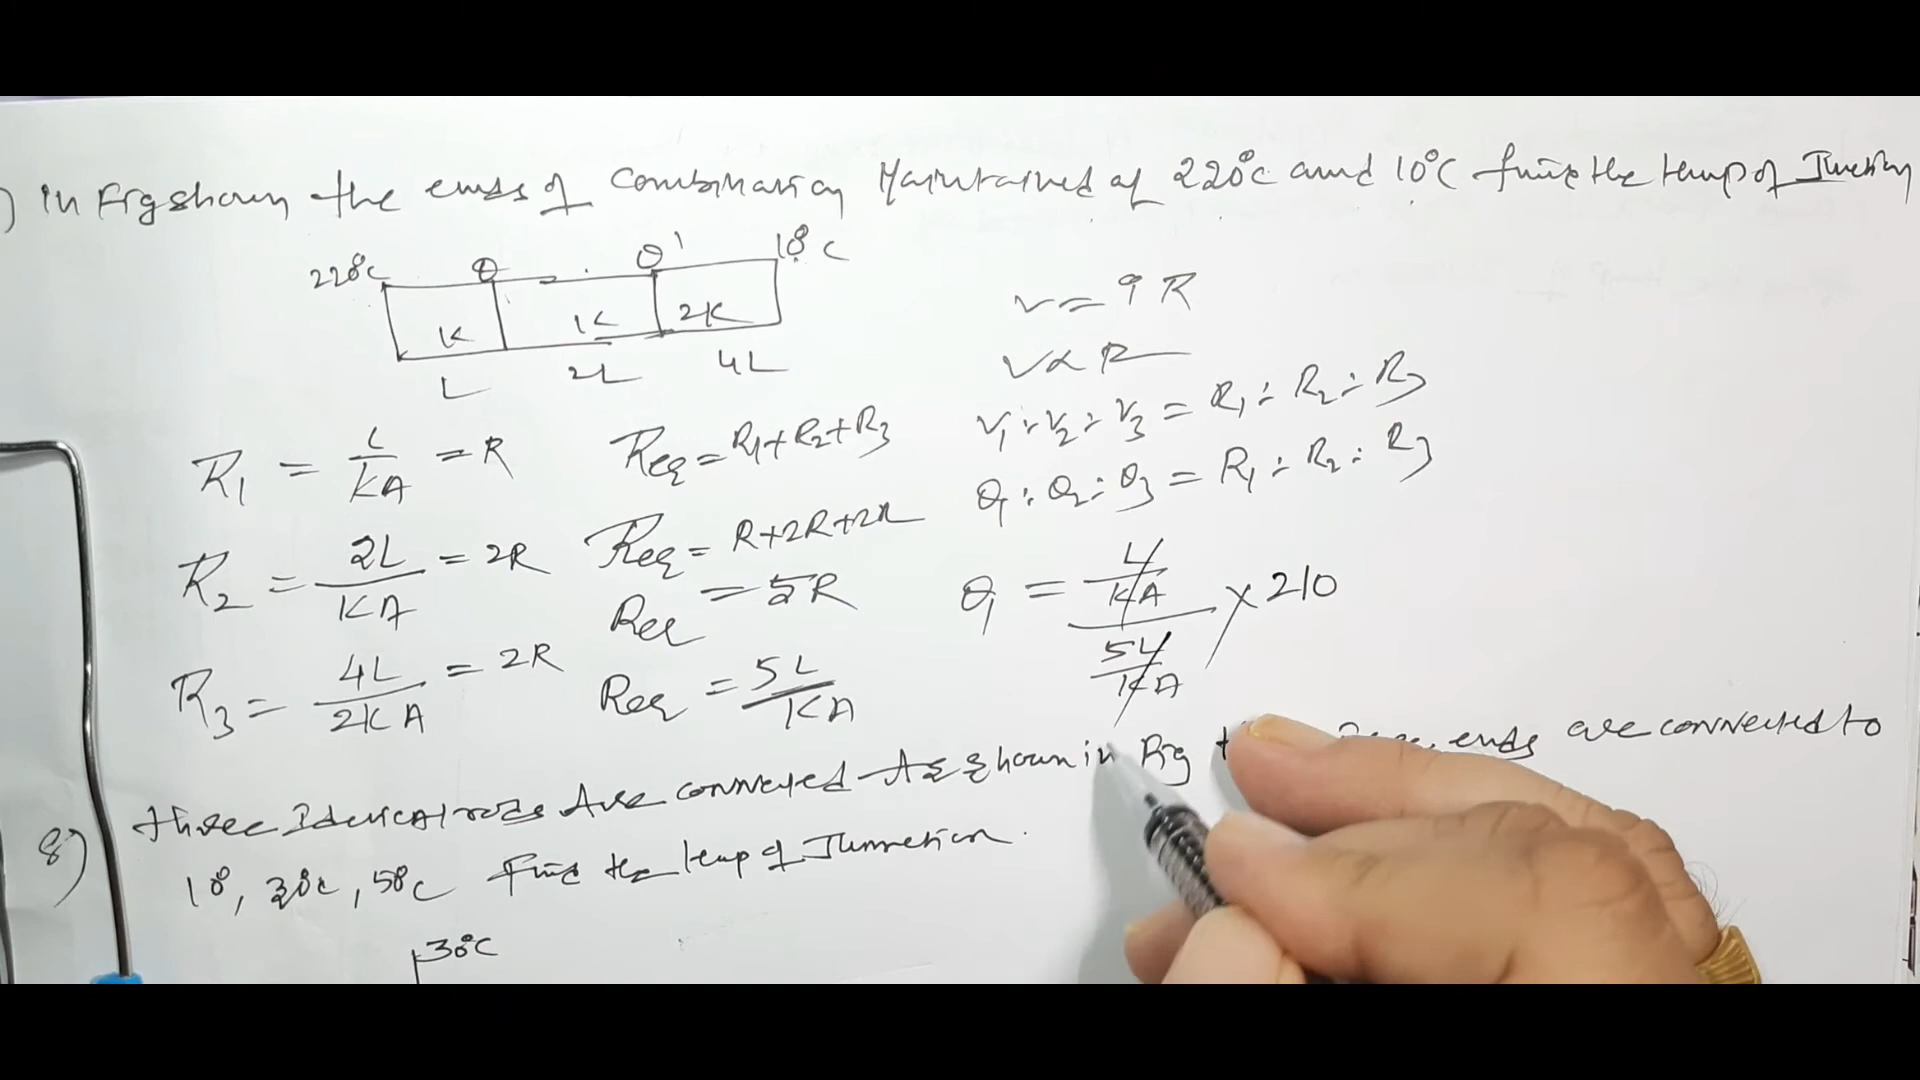 ) in Fig shown the ends of combination Maintained at 220°C and 10°C find the temp of Junction
220°C θ θ' 10°C
K K 2K
L 2L 4L
V = q R
V ∝ R
V1 : V2 : V3 = R1 : R2 : R3
θ1 : θ2 : θ3 = R1 : R2 : R3
R1 = L/KA = R
Req = R1+R2+R3
R2 = 2L/KA = 2R
Req = R+2R+2R
Req = 5R
R3 = 4L/2KA = 2R
Req = 5L/KA
θ1 = L/KA / 5L/KA × 210
8) three Identical rods Are connected As shown in Fig ends are connected to
10°, 30°C, 50°C Find the temp of Junction.
30°C